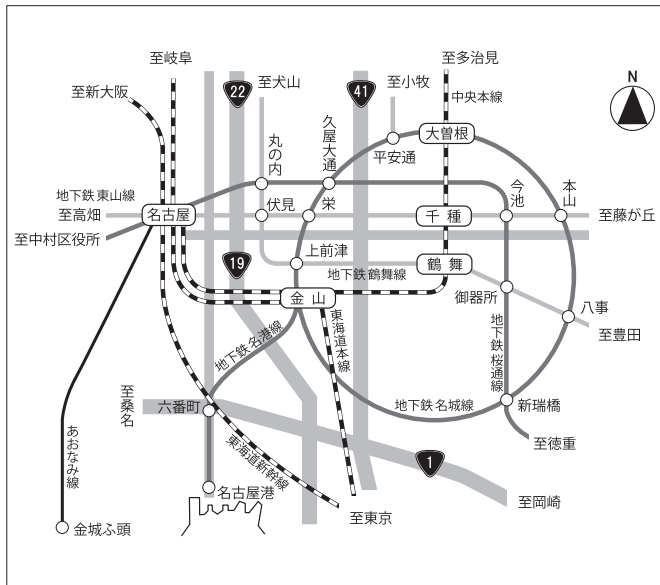 至岐阜
至多治見
N
至新大阪
22
至犬山
41
至小牧
中央本線
久屋大通
丸の内
平安通
大曽根
地下鉄東山線
至高畑
名古屋
伏見
栄
千種
今池
本山
至藤が丘
至中村区役所
19
上前津
地下鉄鶴舞線
鶴舞
金山
御器所
八事
至豊田
地下鉄名港線
東海道本線
地下鉄桜通線
至桑名
六番町
地下鉄名城線
新瑞橋
あおなみ線
東海道新幹線
1
至徳重
名古屋港
至東京
至岡崎
金城ふ頭